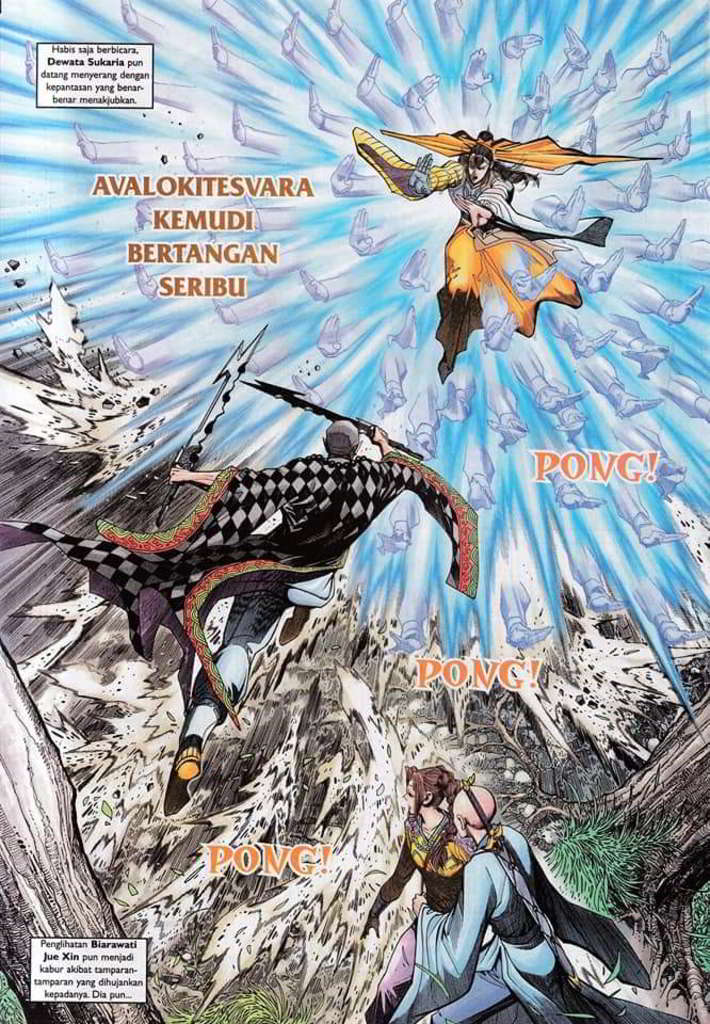 Habis saja berbicara,
Dewata Sukaria pun
datang menyerang dengan
kepantasan yang benar-
benar menakjubkan.
AVALOKITESVARA
KEMUDI
BERTANGAN
SERIBU
PONG!
PONG!
PONG!
Penglihatan Biarawati
Jue Xin pun menjadi
kabur akibat tamparan-
tamparan yang dihujankan
kepadanya. Dia pun...